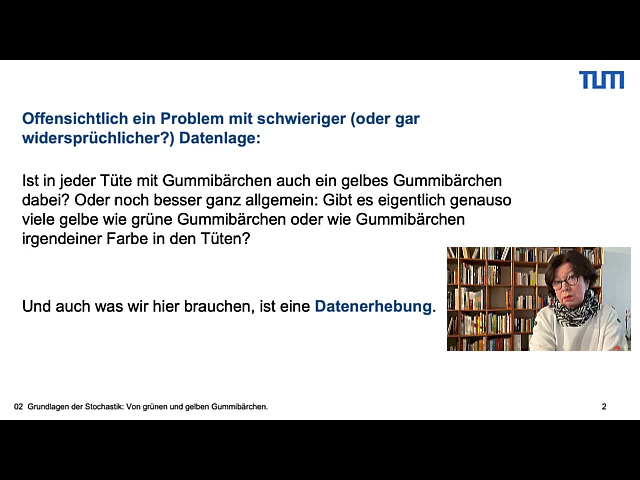 TUM
Offensichtlich ein Problem mit schwieriger (oder gar
widersprüchlicher?) Datenlage:
Ist in jeder Tüte mit Gummibärchen auch ein gelbes Gummibärchen
dabei? Oder noch besser ganz allgemein: Gibt es eigentlich genauso
viele gelbe wie grüne Gummibärchen oder wie Gummibärchen
irgendeiner Farbe in den Tüten?
Und auch was wir hier brauchen, ist eine Datenerhebung.
02 Grundlagen der Stochastik: Von grünen und gelben Gummibärchen.
2